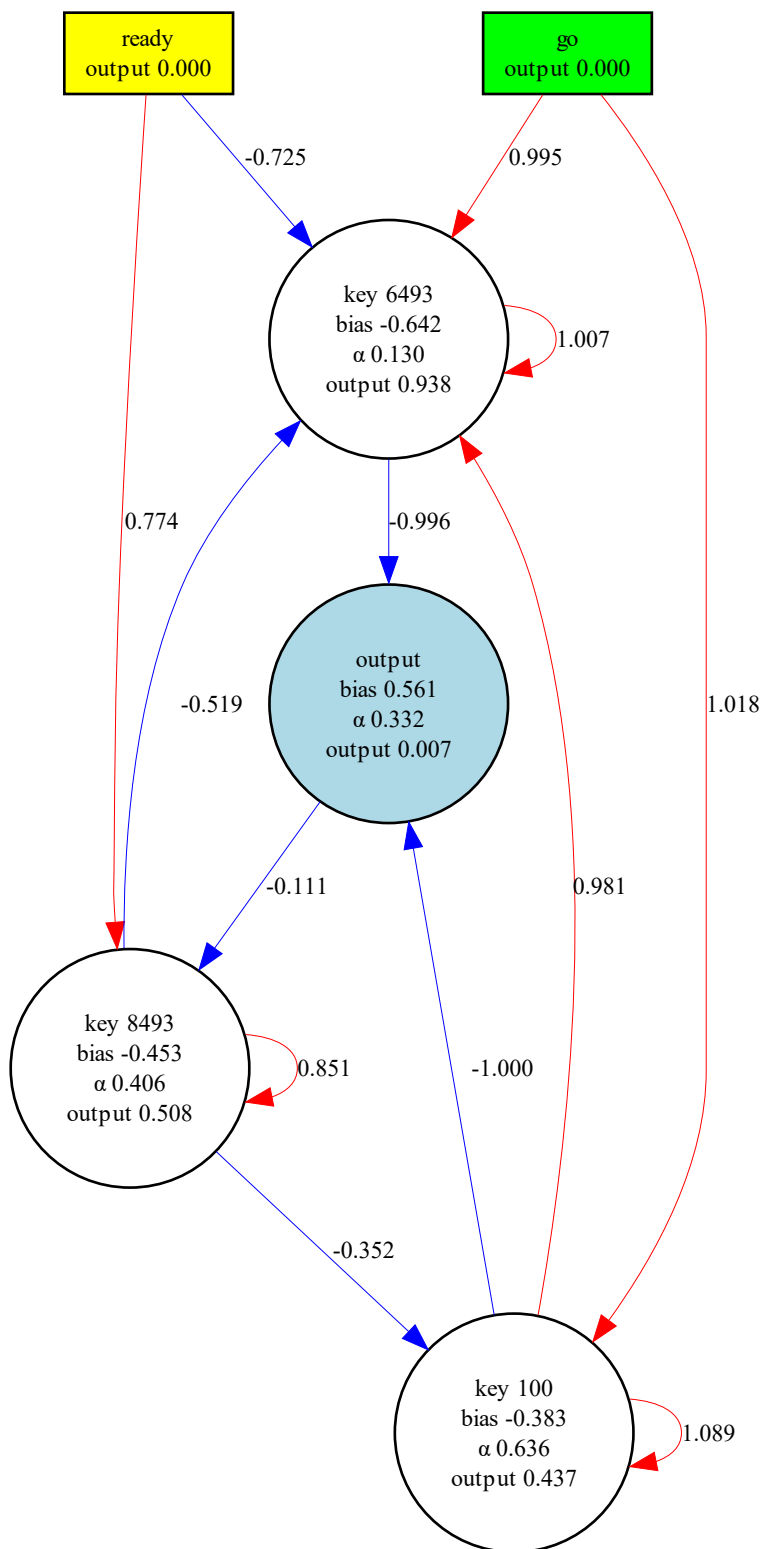 ready
output 0.000
go
output 0.000
-0.725
0.995
key 6493
bias -0.642
α 0.130
output 0.938
1.007
0.774
-0.996
output
bias 0.561
α 0.332
output 0.007
-0.519
1.018
-0.111
0.981
key 8493
bias -0.453
α 0.406
output 0.508
0.851
-1.000
-0.352
key 100
bias -0.383
α 0.636
output 0.437
1.089